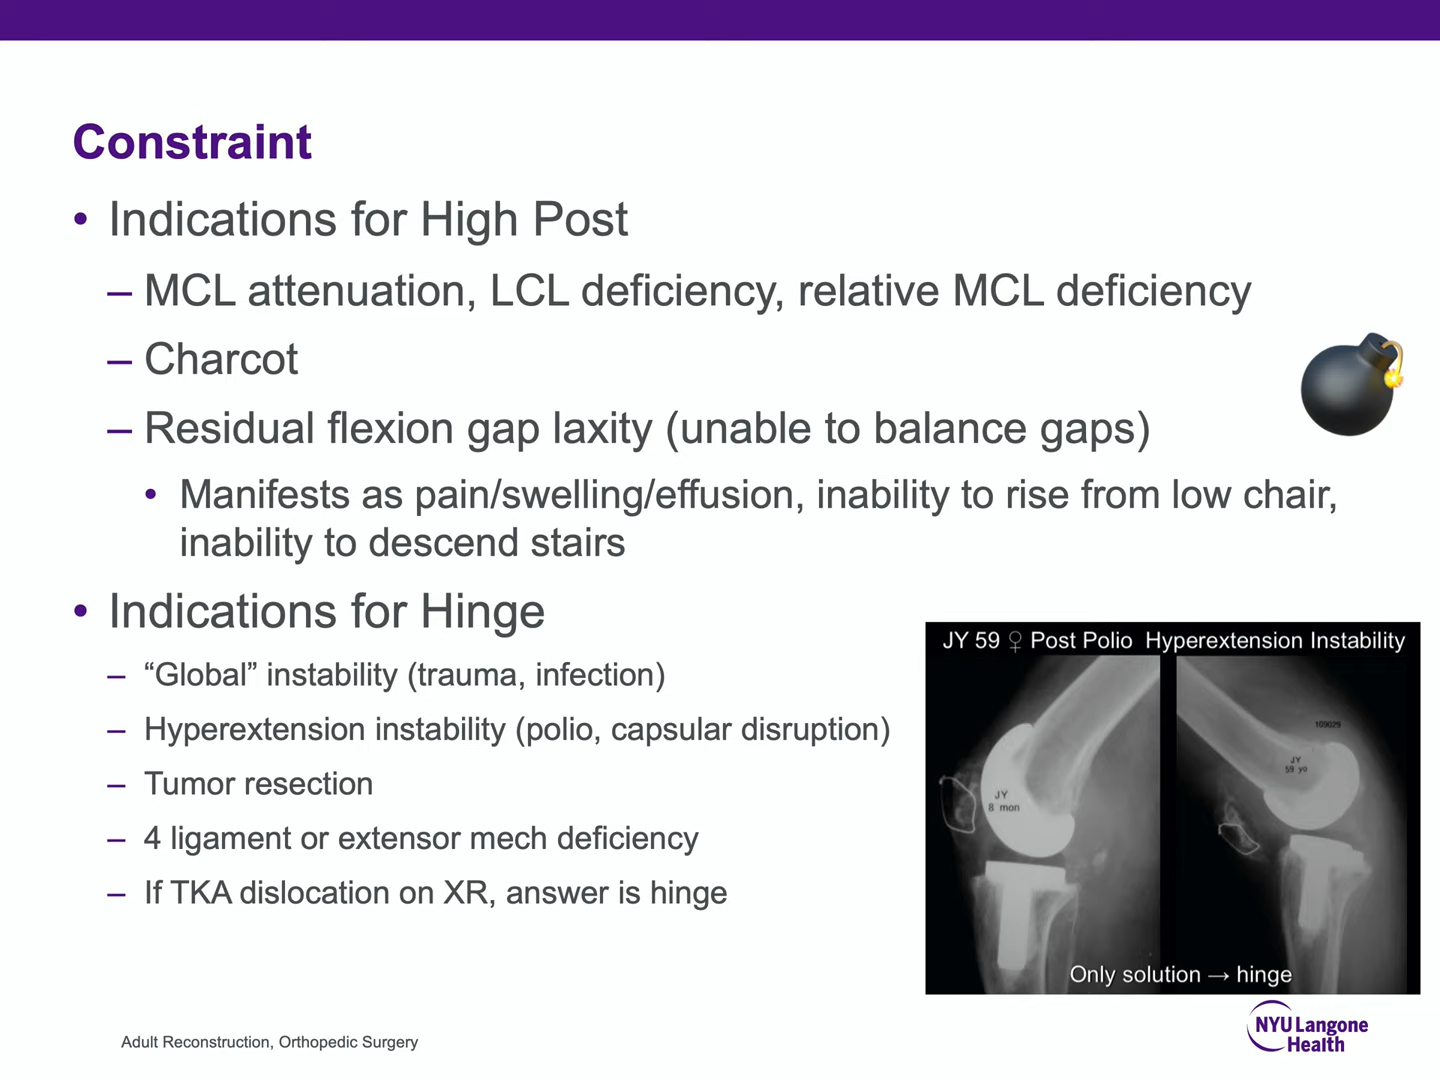 Constraint
• Indications for High Post
– MCL attenuation, LCL deficiency, relative MCL deficiency
– Charcot
– Residual flexion gap laxity (unable to balance gaps)
• Manifests as pain/swelling/effusion, inability to rise from low chair,
inability to descend stairs
• Indications for Hinge
– “Global” instability (trauma, infection)
– Hyperextension instability (polio, capsular disruption)
– Tumor resection
– 4 ligament or extensor mech deficiency
– If TKA dislocation on XR, answer is hinge
JY 59 ♀ Post Polio Hyperextension Instability
JY
8 mon
109029
JY
59 yo
Only solution → hinge
Adult Reconstruction, Orthopedic Surgery
NYU Langone
Health